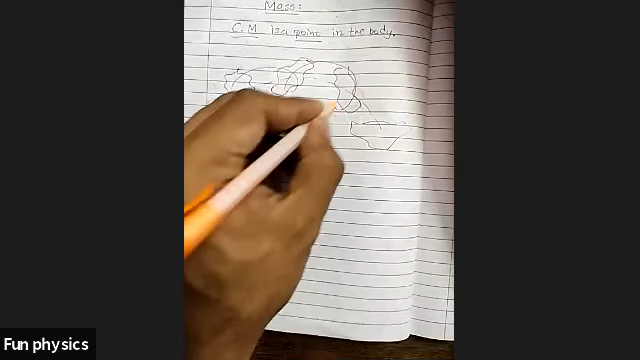 Mass:
C.M is a point in the body.
Fun physics